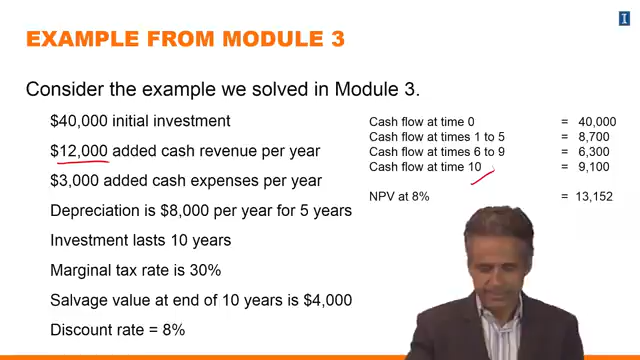 I
EXAMPLE FROM MODULE 3
Consider the example we solved in Module 3.
$40,000 initial investment
$12,000 added cash revenue per year
$3,000 added cash expenses per year
Depreciation is $8,000 per year for 5 years
Investment lasts 10 years
Marginal tax rate is 30%
Salvage value at end of 10 years is $4,000
Discount rate = 8%
Cash flow at time 0 = 40,000
Cash flow at times 1 to 5 = 8,700
Cash flow at times 6 to 9 = 6,300
Cash flow at time 10 = 9,100
NPV at 8% = 13,152